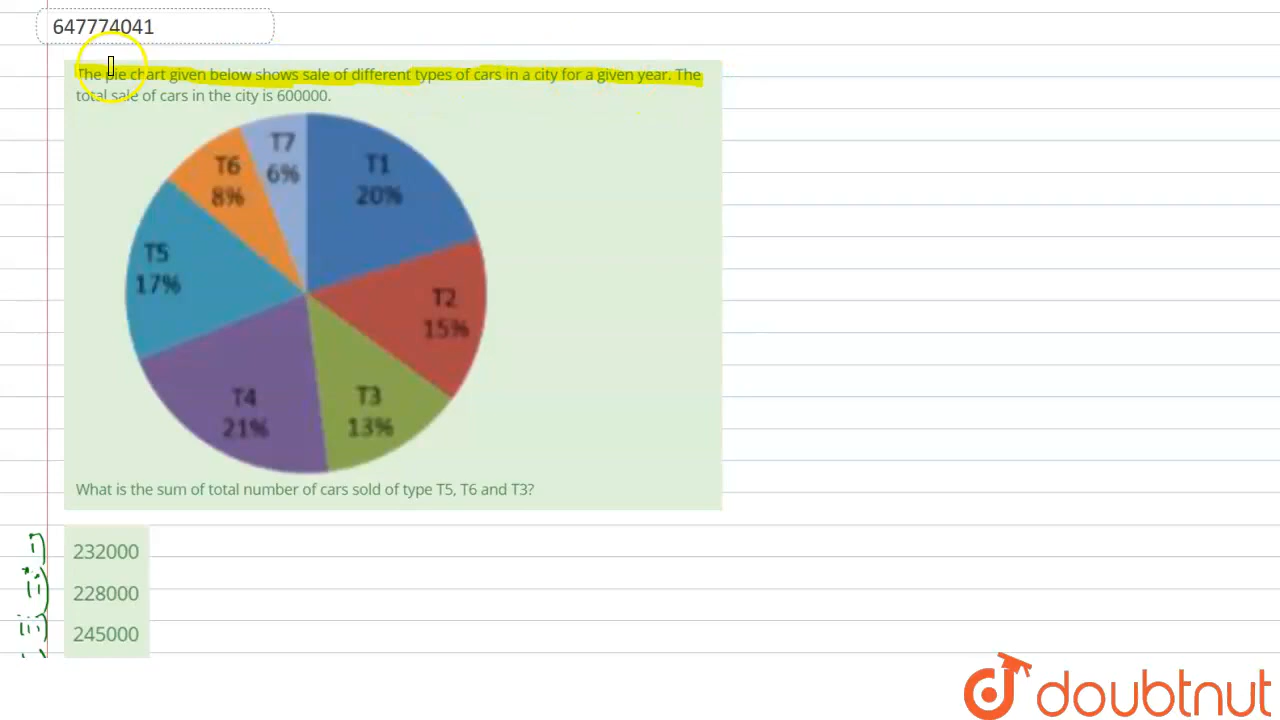 647774041
The pie chart given below shows sale of different types of cars in a city for a given year. The
total sale of cars in the city is 600000.
T7
6%
T1
20%
T6
8%
T5
17%
T2
15%
T4
21%
T3
13%
What is the sum of total number of cars sold of type T5, T6 and T3?
i)
232000
ii)
228000
iii)
245000
doubtnut